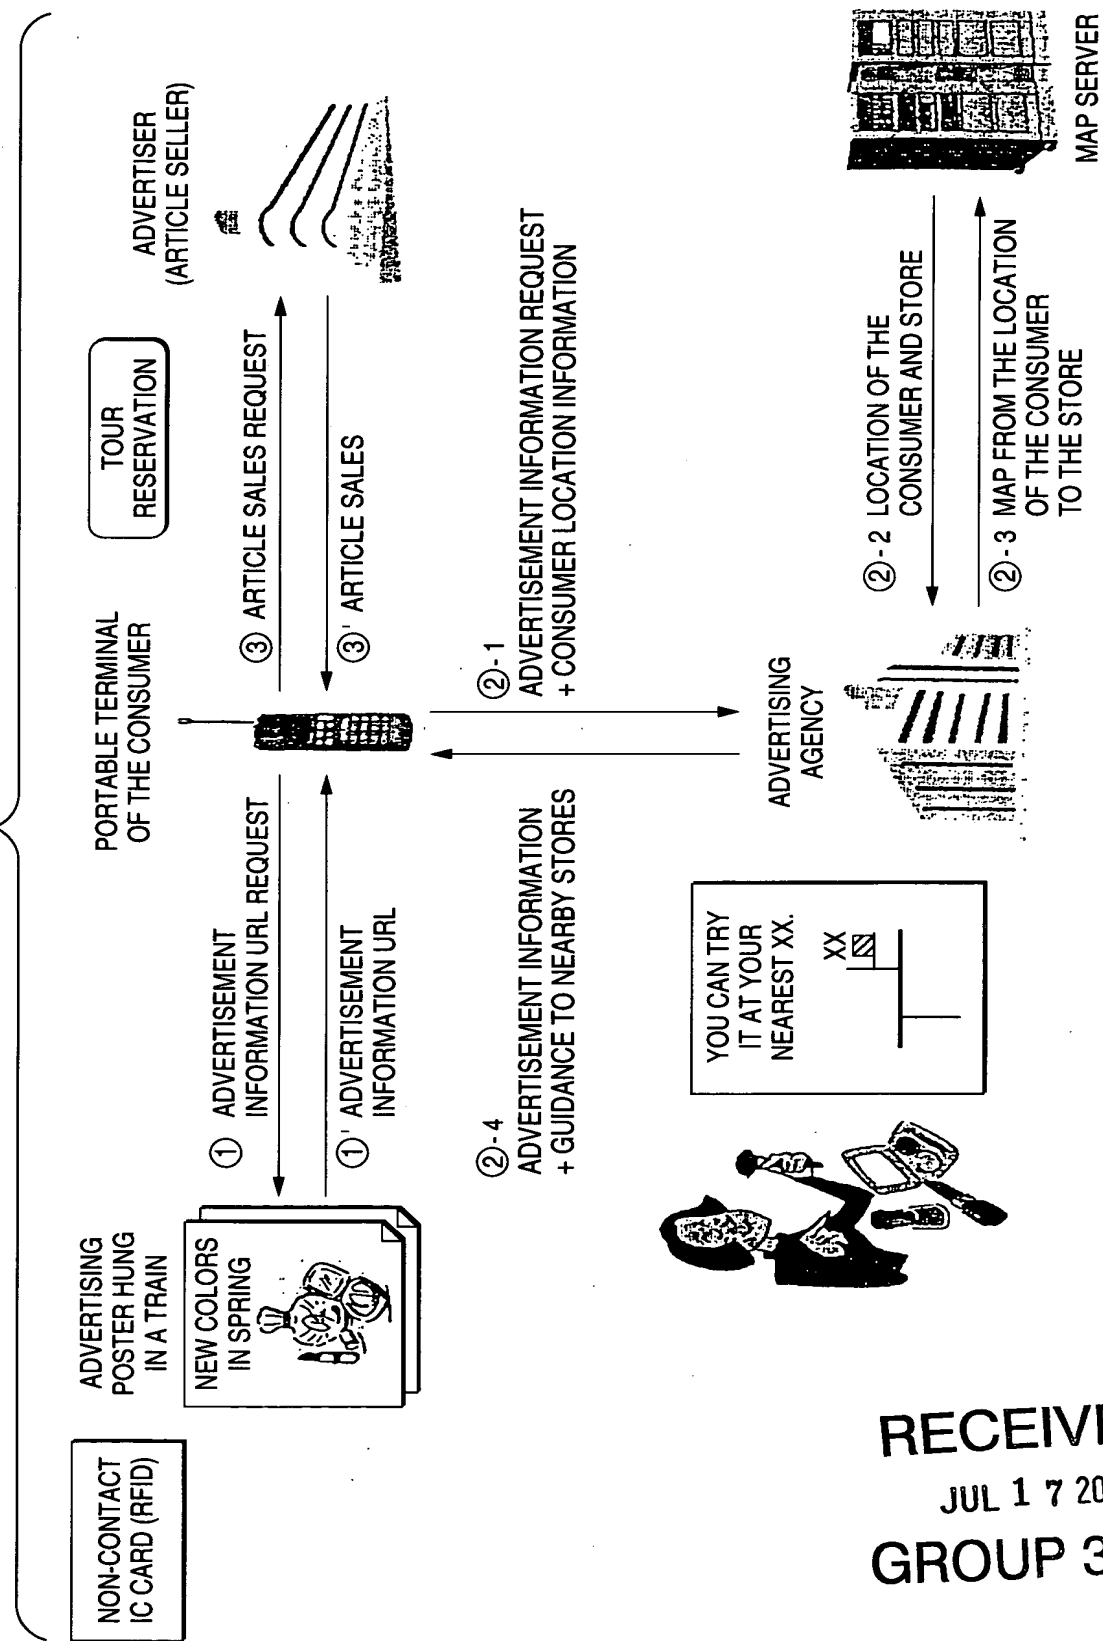 NON-CONTACT
IC CARD (RFID)
ADVERTISING
POSTER HUNG
IN A TRAIN
NEW COLORS
IN SPRING
PORTABLE TERMINAL
OF THE CONSUMER
TOUR
RESERVATION
ADVERTISER
(ARTICLE SELLER)
① ADVERTISEMENT
INFORMATION URL REQUEST
①' ADVERTISEMENT
INFORMATION URL
③ ARTICLE SALES REQUEST
③' ARTICLE SALES
②-4
ADVERTISEMENT INFORMATION
+ GUIDANCE TO NEARBY STORES
②-1
ADVERTISEMENT INFORMATION REQUEST
+ CONSUMER LOCATION INFORMATION
YOU CAN TRY
IT AT YOUR
NEAREST XX.
XX
ADVERTISING
AGENCY
②-2 LOCATION OF THE
CONSUMER AND STORE
②-3 MAP FROM THE LOCATION
OF THE CONSUMER
TO THE STORE
MAP SERVER
JUL 17 20
GROUP 3